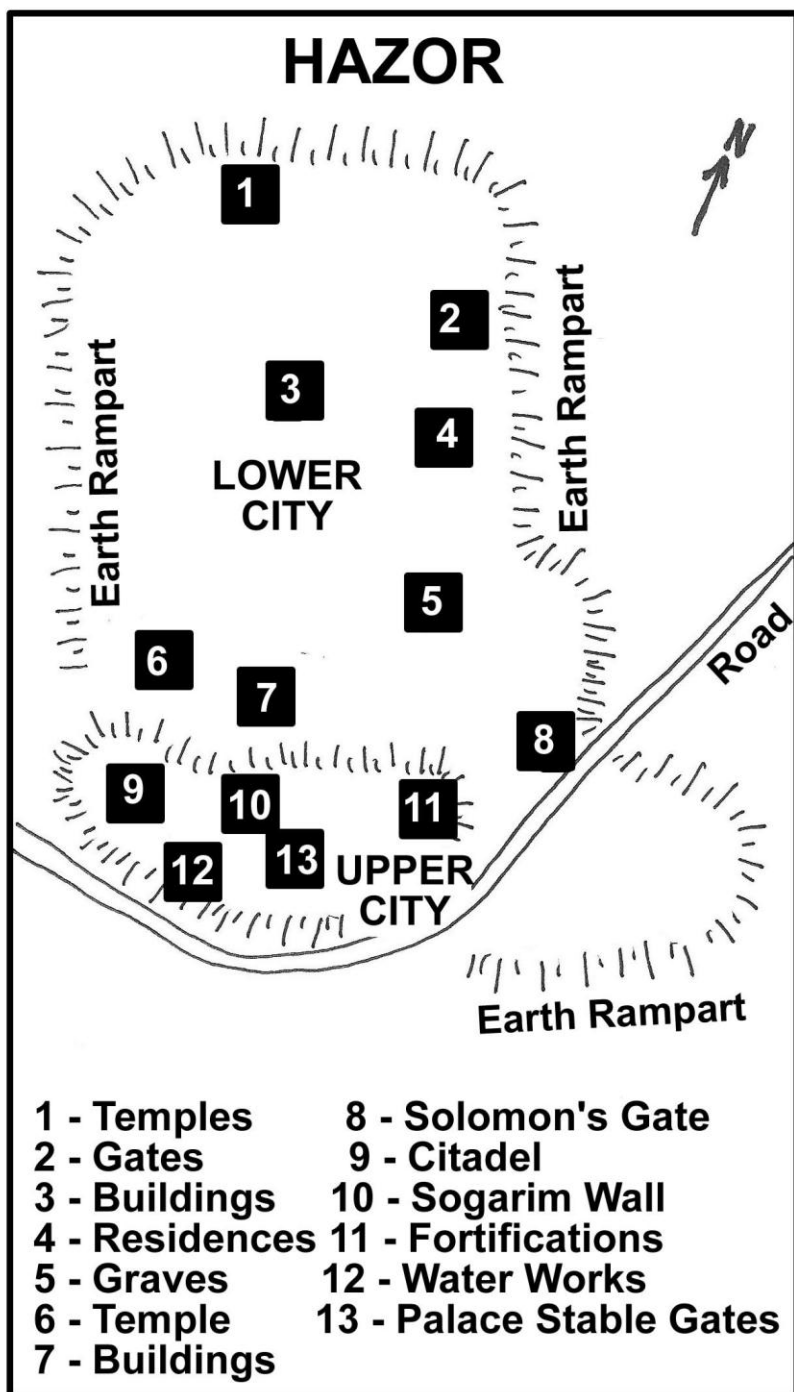 HAZOR
N
1
2
3
4
Earth Rampart
Earth Rampart
LOWER
CITY
5
6
7
8
Road
9
10
11
12
13
UPPER
CITY
Earth Rampart
1 - Temples
2 - Gates
3 - Buildings
4 - Residences
5 - Graves
6 - Temple
7 - Buildings
8 - Solomon's Gate
9 - Citadel
10 - Sogarim Wall
11 - Fortifications
12 - Water Works
13 - Palace Stable Gates